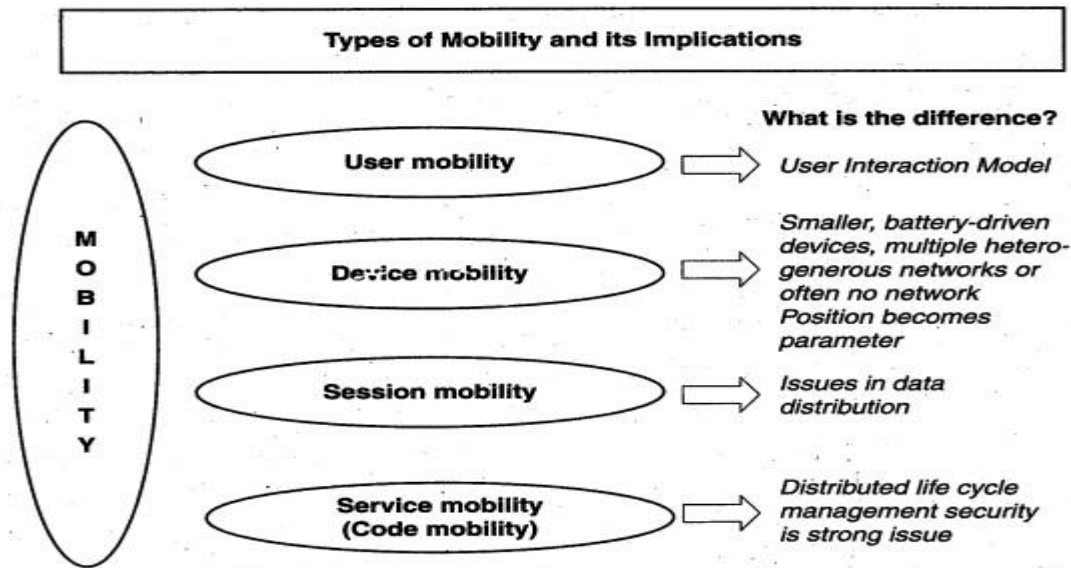 Types of Mobility and its Implications
What is the difference?
MOBILITY
User mobility
User Interaction Model
Device mobility
Smaller, battery-driven
devices, multiple hetero-
generous networks or
often no network
Position becomes
parameter
Session mobility
Issues in data
distribution
Service mobility
(Code mobility)
Distributed life cycle
management security
is strong issue